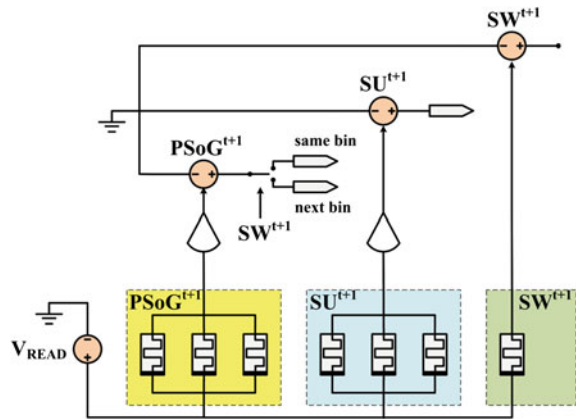 SW^t+1
SU^t+1
PSoG^t+1
same bin
next bin
SW^t+1
PSoG^t+1
SU^t+1
SW^t+1
V_READ